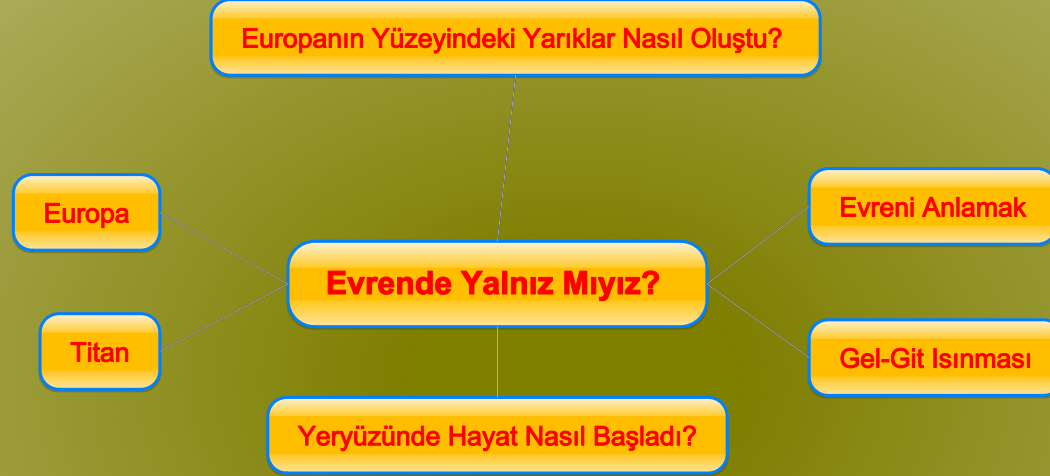 Europanın Yüzeyindeki Yarıklar Nasıl Oluştu?
Europa
Evreni Anlamak
Evrende Yalnız Mıyız?
Titan
Gel-Git Isınması
Yeryüzünde Hayat Nasıl Başladı?